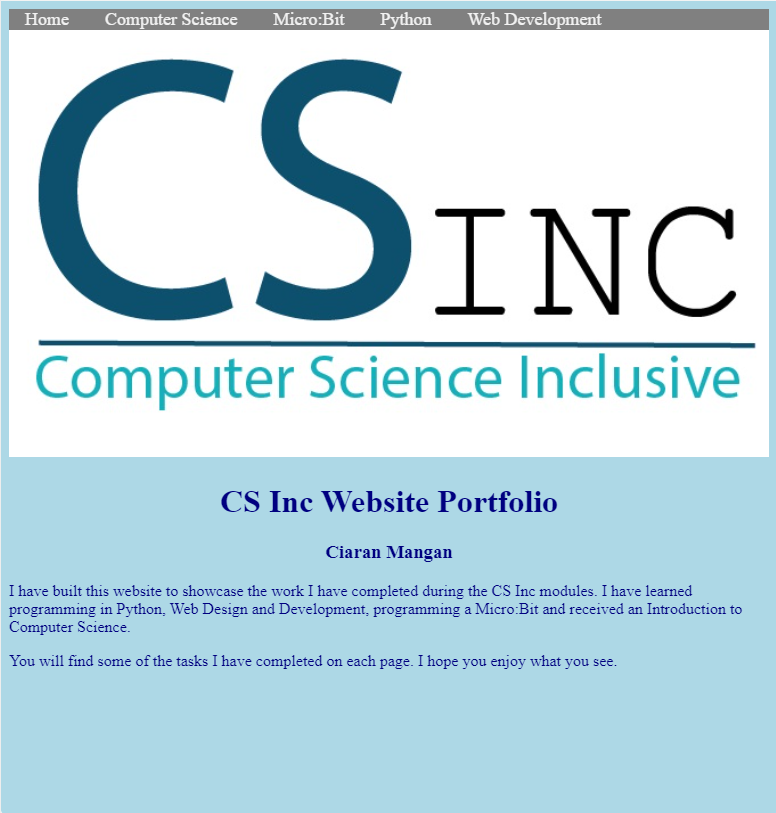 Home Computer Science Micro:Bit Python Web Development
CS INC
Computer Science Inclusive
CS Inc Website Portfolio
Ciaran Mangan
I have built this website to showcase the work I have completed during the CS Inc modules. I have learned
programming in Python, Web Design and Development, programming a Micro:Bit and received an Introduction to
Computer Science.
You will find some of the tasks I have completed on each page. I hope you enjoy what you see.